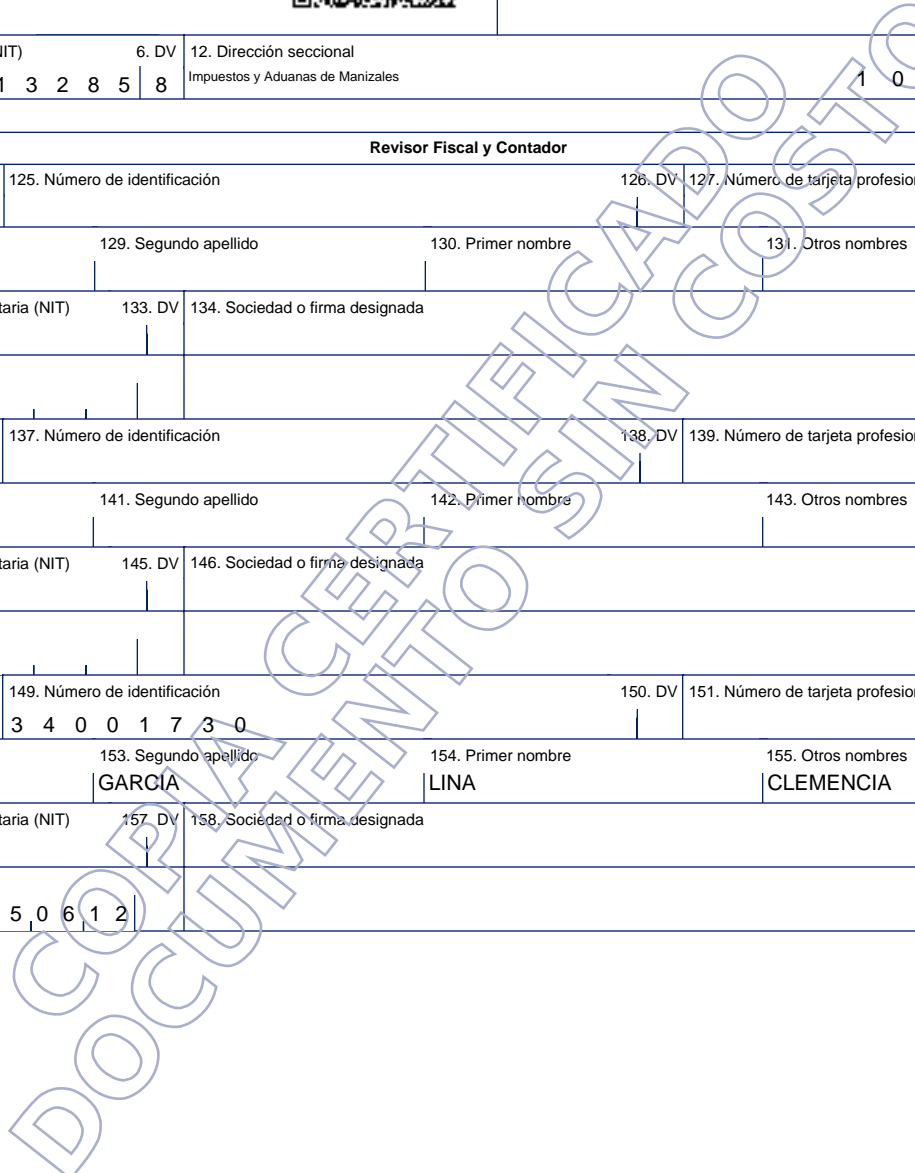 IT) 6. DV 12. Dirección seccional
1 3 2 8 5 8 Impuestos y Aduanas de Manizales 1 0
Revisor Fiscal y Contador
125. Número de identificación 126. DV 127. Número de tarjeta profesion
129. Segundo apellido 130. Primer nombre 131. Otros nombres
taria (NIT) 133. DV 134. Sociedad o firma designada
137. Número de identificación 138. DV 139. Número de tarjeta profesion
141. Segundo apellido 142. Primer nombre 143. Otros nombres
taria (NIT) 145. DV 146. Sociedad o firma designada
149. Número de identificación 150. DV 151. Número de tarjeta profesion
3 4 0 0 1 7 3 0
153. Segundo apellido 154. Primer nombre 155. Otros nombres
GARCIA LINA CLEMENCIA
taria (NIT) 157. DV 158. Sociedad o firma designada
5 0 6 1 2
COPIA CERTIFICADO
DOCUMENTO SIN COSTO